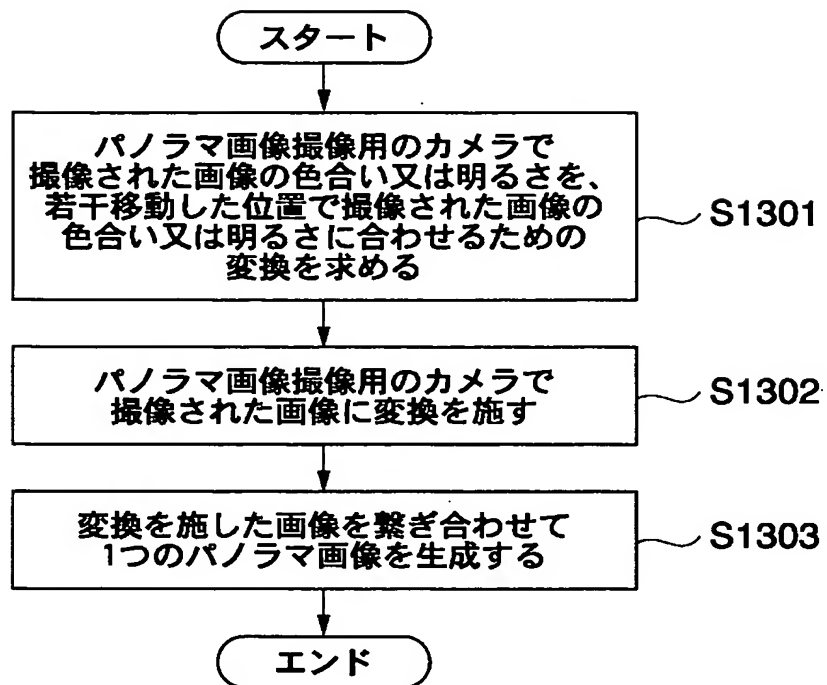 スタート
パノラマ画像撮像用のカメラで
撮像された画像の色合い又は明るさを、
若干移動した位置で撮像された画像の
色合い又は明るさに合わせるための
変換を求める
S1301
パノラマ画像撮像用のカメラで
撮像された画像に変換を施す
S1302
変換を施した画像を繋ぎ合わせて
1つのパノラマ画像を生成する
S1303
エンド